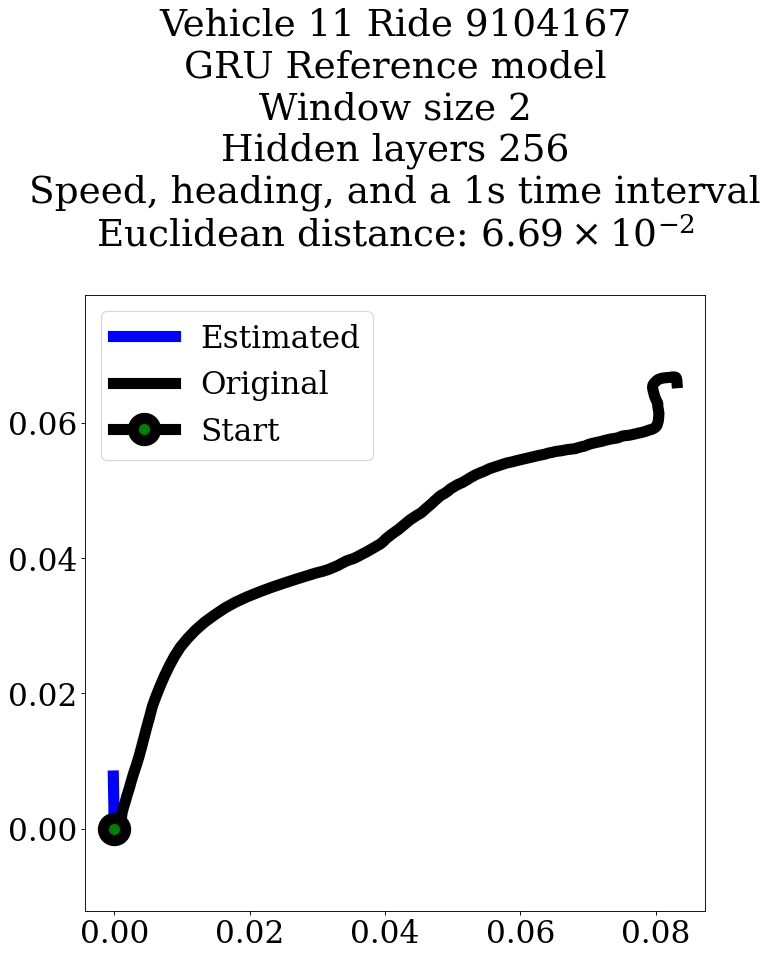 Vehicle 11 Ride 9104167
GRU Reference model
Window size 2
Hidden layers 256
Speed, heading, and a 1s time interval
Euclidean distance: 6.69 × 10⁻²
Estimated
Original
Start
0.06
0.04
0.02
0.00
0.00 0.02 0.04 0.06 0.08